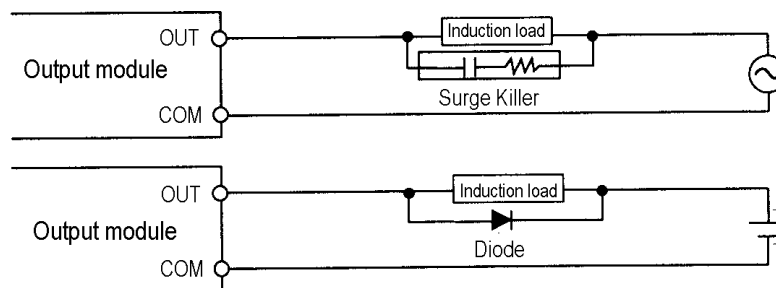 OUT
Induction load
Output module
Surge Killer
COM
OUT
Induction load
Output module
Diode
COM